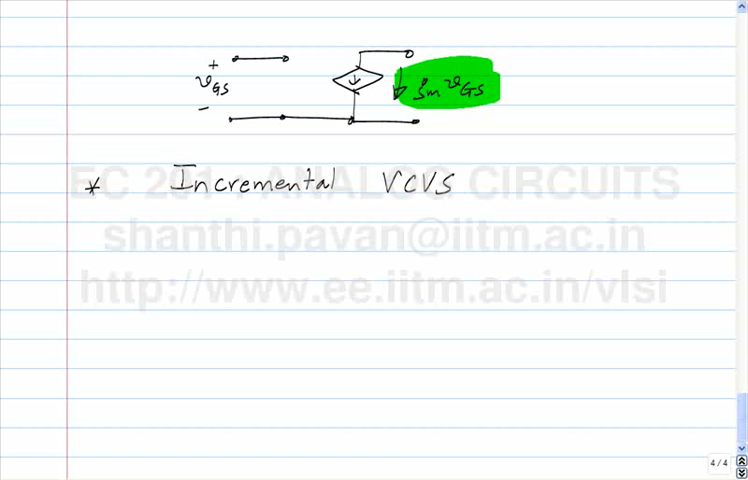 +
vGS gm vGS
-
* Incremental VCVS
EC 201: ANALOG CIRCUITS
shanthi.pavan@iitm.ac.in
http://www.ee.iitm.ac.in/vlsi
4 / 4